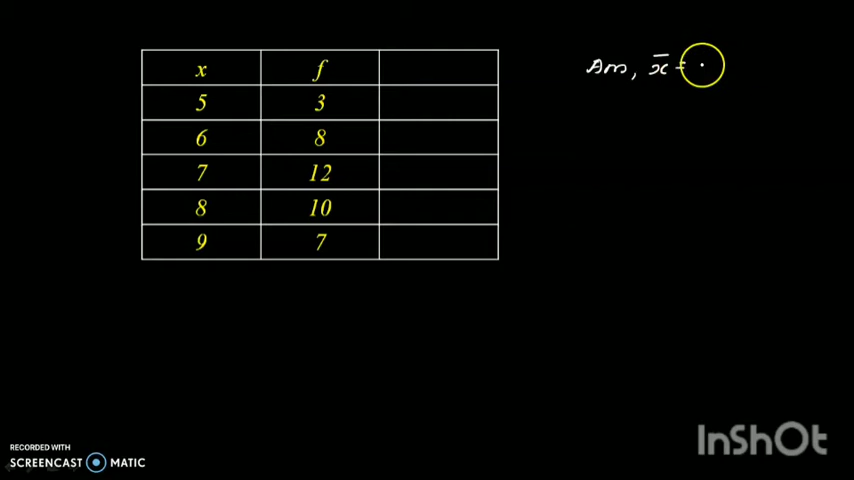 x f
5 3
6 8
7 12
8 10
9 7
Am, x̄ =
RECORDED WITH
SCREENCAST MATIC
InShOt